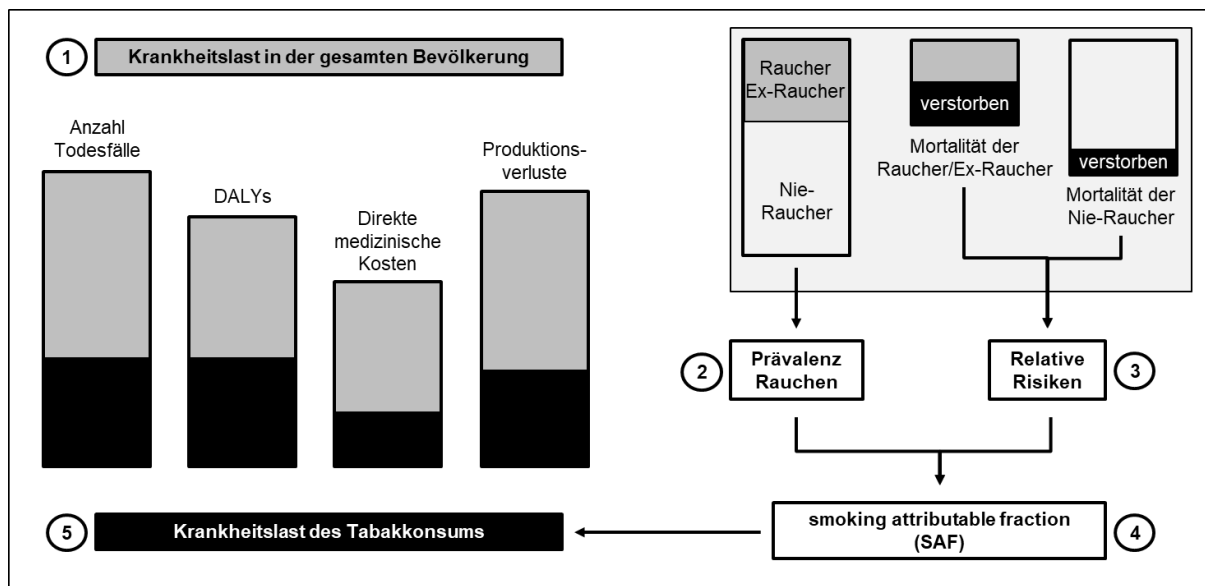 1
Krankheitslast in der gesamten Bevölkerung
Anzahl
Todesfälle
DALYs
Direkte
medizinische
Kosten
Produktions-
verluste
Raucher
Ex-Raucher
Nie-
Raucher
verstorben
Mortalität der
Raucher/Ex-Raucher
verstorben
Mortalität der
Nie-Raucher
2
Prävalenz
Rauchen
Relative
Risiken
3
5
Krankheitslast des Tabakkonsums
smoking attributable fraction
(SAF)
4